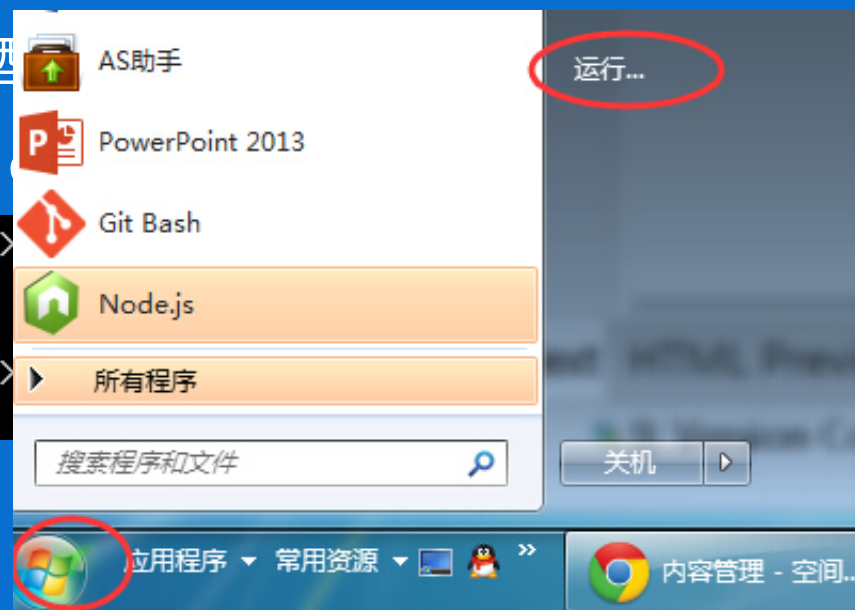 AS助手
运行...
PowerPoint 2013
Git Bash
Node.js
所有程序
搜索程序和文件
关机
应用程序
常用资源
»
内容管理 - 空间...